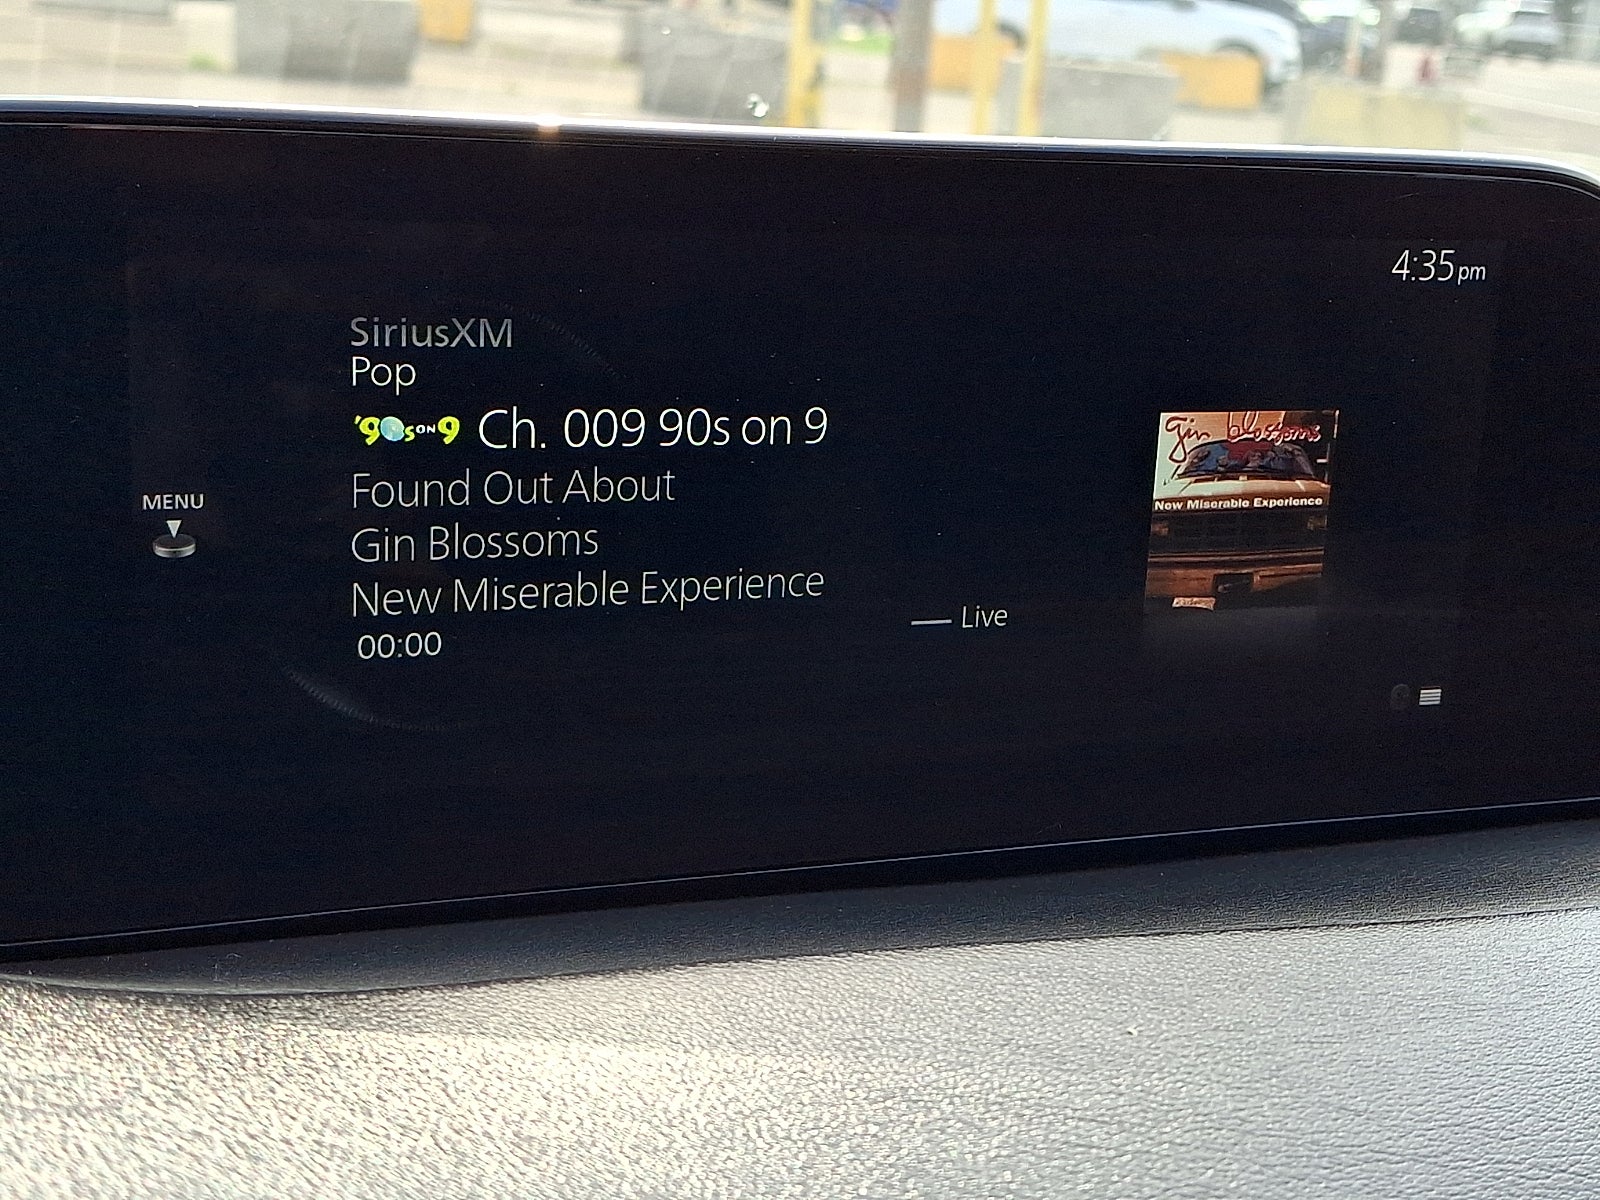 4:35pm
SiriusXM
Pop
'90s ON 9 Ch. 009 90s on 9
Found Out About
Gin Blossoms
New Miserable Experience
00:00
Live
MENU
gin blossoms
New Miserable Experience